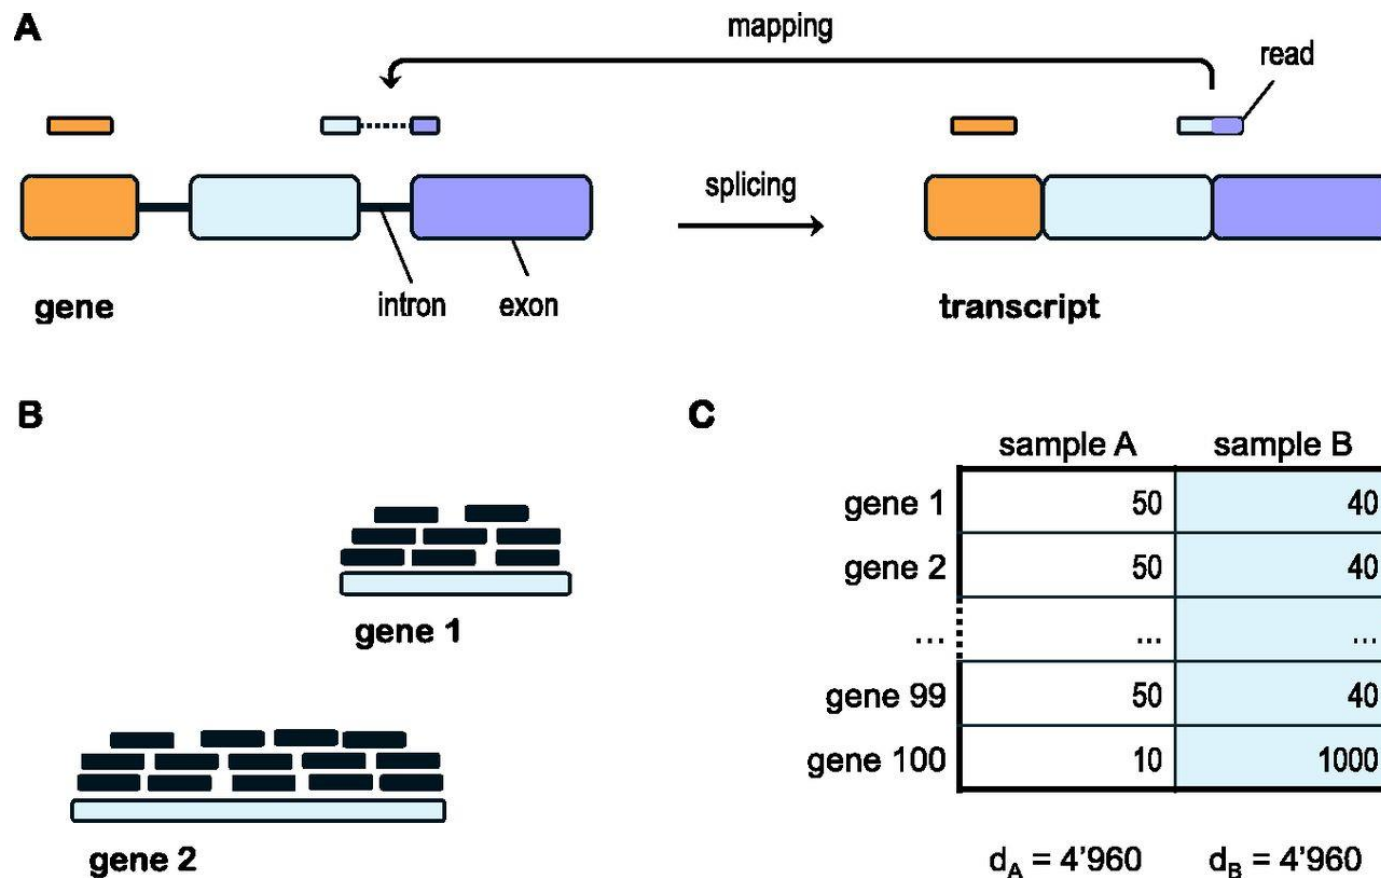 A
mapping
read
splicing
intron
exon
gene
transcript
B
gene 1
gene 2
C
sample A sample B
gene 1 50 40
gene 2 50 40
... ... ...
gene 99 50 40
gene 100 10 1000
d_A = 4'960 d_B = 4'960